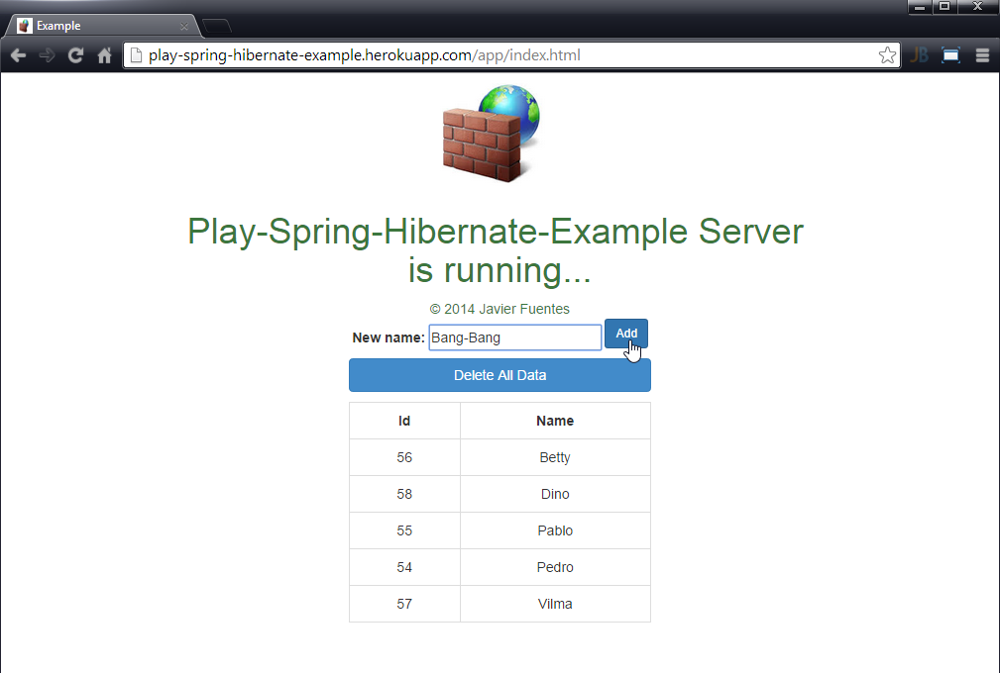 Example
play-spring-hibernate-example.herokuapp.com/app/index.html
JB
Play-Spring-Hibernate-Example Server
is running...
© 2014 Javier Fuentes
New name: Bang-Bang Add
Delete All Data
Id Name
56 Betty
58 Dino
55 Pablo
54 Pedro
57 Vilma